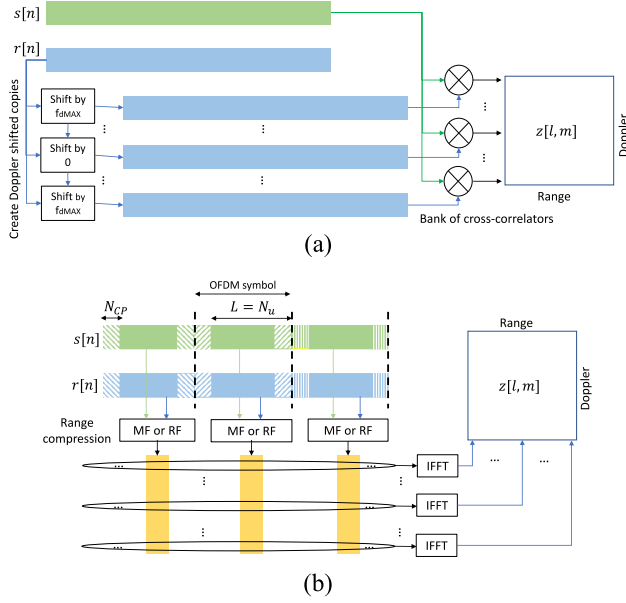 s[n]
r[n]
Create Doppler shifted copies
Shift by
fdMAX
...
...
Shift by
0
...
Shift by
fdMAX
...
...
z[l, m]
Doppler
Range
Bank of cross-correlators
(a)
OFDM symbol
N_CP
L = N_u
s[n]
r[n]
Range
compression
MF or RF
MF or RF
MF or RF
Range
z[l, m]
Doppler
...
...
IFFT
...
...
...
...
IFFT
...
...
...
...
IFFT
(b)